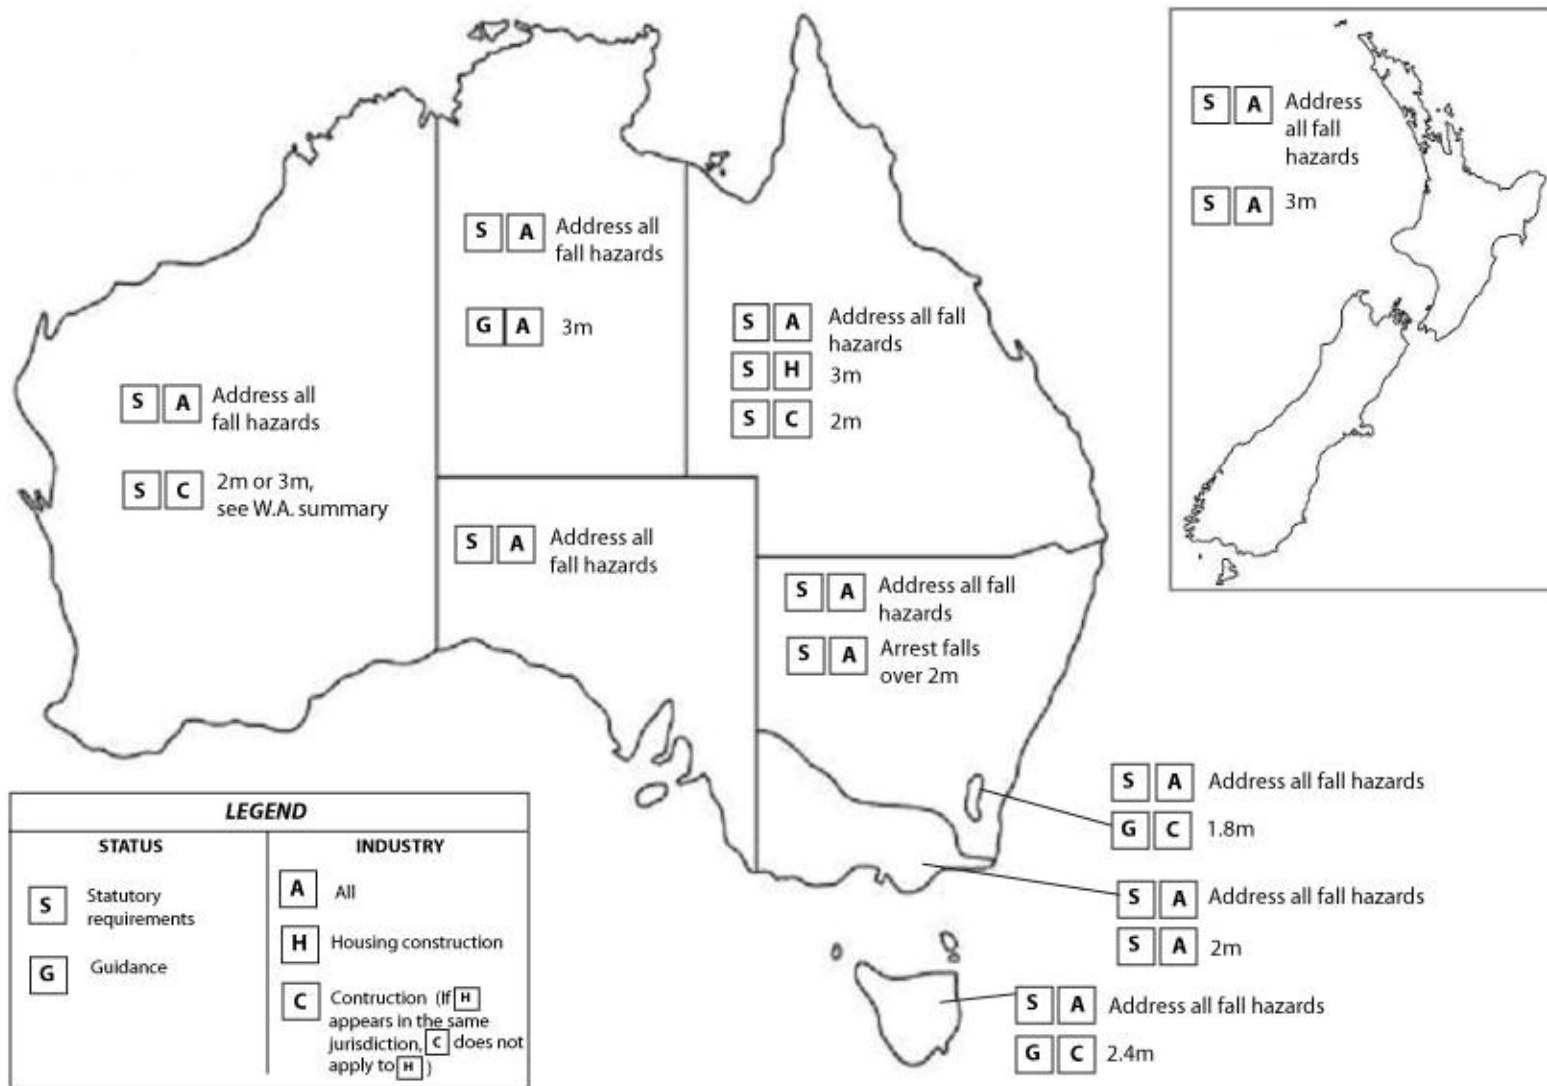 S A Address all
fall hazards
G A 3m
S A Address all fall
hazards
S H 3m
S C 2m
S A Address all
fall hazards
S C 2m or 3m,
see W.A. summary
S A Address all
fall hazards
S A Address all fall
hazards
S A Arrest falls
over 2m
S A Address
all fall
hazards
S A 3m
S A Address all fall hazards
G C 1.8m
S A Address all fall hazards
S A 2m
S A Address all fall hazards
G C 2.4m
LEGEND
STATUS
S Statutory
requirements
G Guidance
INDUSTRY
A All
H Housing construction
C Contruction (If H
appears in the same
jurisdiction, C does not
apply to H )